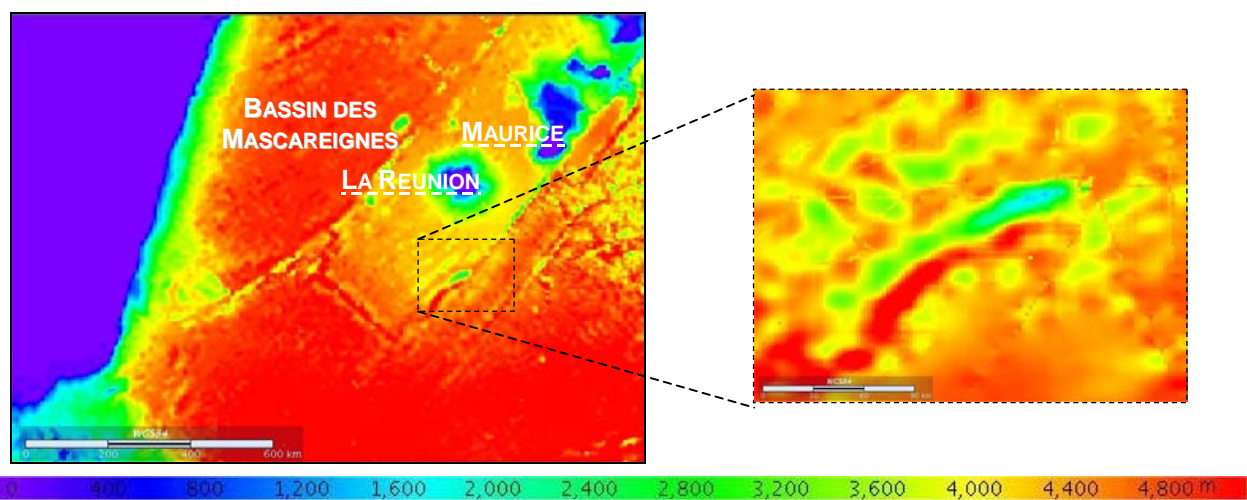 BASSIN DES
MASCAREIGNES
MAURICE
LA REUNION
WGS84
0 200 400 600 km
WGS84
0 400 800 1,200 1,600 2,000 2,400 2,800 3,200 3,600 4,000 4,400 4,800 m